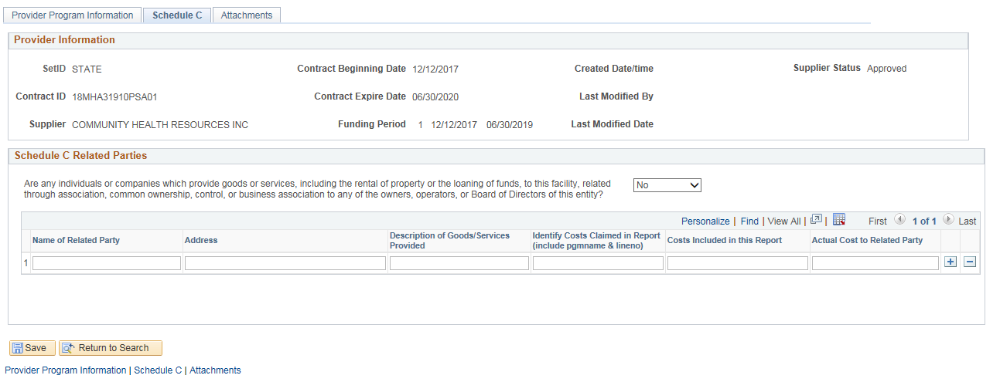 Provider Program Information Schedule C Attachments
Provider Information
SetID STATE Contract Beginning Date 12/12/2017 Created Date/time Supplier Status Approved
Contract ID 18MHA31910PSA01 Contract Expire Date 06/30/2020 Last Modified By
Supplier COMMUNITY HEALTH RESOURCES INC Funding Period 1 12/12/2017 06/30/2019 Last Modified Date
Schedule C Related Parties
Are any individuals or companies which provide goods or services, including the rental of property or the loaning of funds, to this facility, related
through association, common ownership, control, or business association to any of the owners, operators, or Board of Directors of this entity?
No
Personalize | Find | View All | | First 1 of 1 Last
Name of Related Party Address Description of Goods/Services Provided Identify Costs Claimed in Report (include pgmname & lineno) Costs Included in this Report Actual Cost to Related Party
1
Save Return to Search
Provider Program Information | Schedule C | Attachments